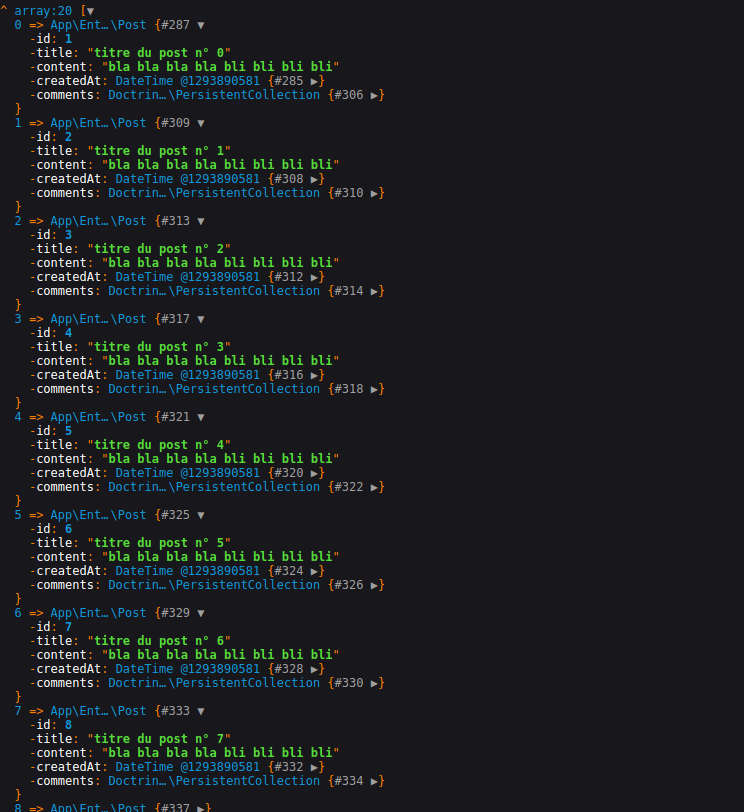 ^ array:20 [▼
  0 => App\Ent…\Post {#287 ▼
    -id: 1
    -title: "titre du post n° 0"
    -content: "bla bla bla bla bli bli bli bli"
    -createdAt: DateTime @1293890581 {#285 ▶}
    -comments: Doctrin…\PersistentCollection {#306 ▶}
  }
  1 => App\Ent…\Post {#309 ▼
    -id: 2
    -title: "titre du post n° 1"
    -content: "bla bla bla bla bli bli bli bli"
    -createdAt: DateTime @1293890581 {#308 ▶}
    -comments: Doctrin…\PersistentCollection {#310 ▶}
  }
  2 => App\Ent…\Post {#313 ▼
    -id: 3
    -title: "titre du post n° 2"
    -content: "bla bla bla bla bli bli bli bli"
    -createdAt: DateTime @1293890581 {#312 ▶}
    -comments: Doctrin…\PersistentCollection {#314 ▶}
  }
  3 => App\Ent…\Post {#317 ▼
    -id: 4
    -title: "titre du post n° 3"
    -content: "bla bla bla bla bli bli bli bli"
    -createdAt: DateTime @1293890581 {#316 ▶}
    -comments: Doctrin…\PersistentCollection {#318 ▶}
  }
  4 => App\Ent…\Post {#321 ▼
    -id: 5
    -title: "titre du post n° 4"
    -content: "bla bla bla bla bli bli bli bli"
    -createdAt: DateTime @1293890581 {#320 ▶}
    -comments: Doctrin…\PersistentCollection {#322 ▶}
  }
  5 => App\Ent…\Post {#325 ▼
    -id: 6
    -title: "titre du post n° 5"
    -content: "bla bla bla bla bli bli bli bli"
    -createdAt: DateTime @1293890581 {#324 ▶}
    -comments: Doctrin…\PersistentCollection {#326 ▶}
  }
  6 => App\Ent…\Post {#329 ▼
    -id: 7
    -title: "titre du post n° 6"
    -content: "bla bla bla bla bli bli bli bli"
    -createdAt: DateTime @1293890581 {#328 ▶}
    -comments: Doctrin…\PersistentCollection {#330 ▶}
  }
  7 => App\Ent…\Post {#333 ▼
    -id: 8
    -title: "titre du post n° 7"
    -content: "bla bla bla bla bli bli bli bli"
    -createdAt: DateTime @1293890581 {#332 ▶}
    -comments: Doctrin…\PersistentCollection {#334 ▶}
  }
  8 => App\Ent…\Post {#337 ▶}